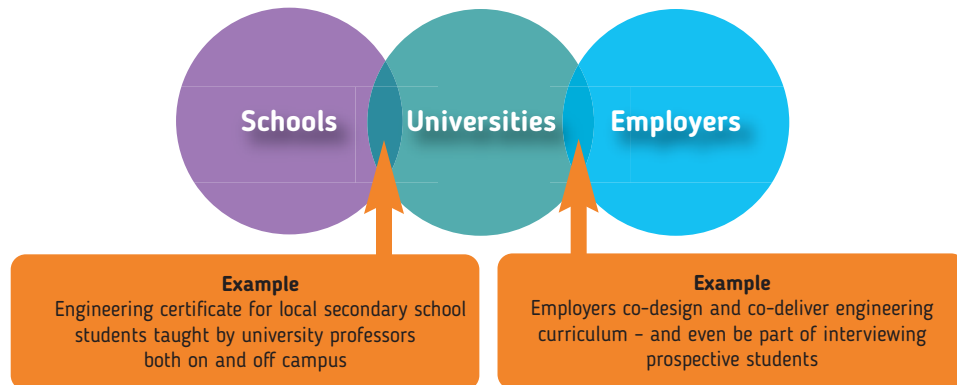 Schools
Universities
Employers
Example
Engineering certificate for local secondary school
students taught by university professors
both on and off campus
Example
Employers co-design and co-deliver engineering
curriculum – and even be part of interviewing
prospective students